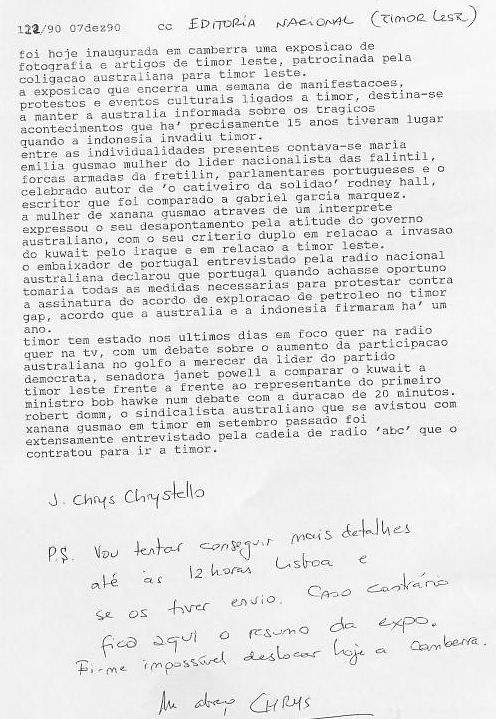 122/90 07dez90 cc EDITORIA NACIONAL (TIMOR LESTE)
foi hoje inaugurada em camberra uma exposicao de
fotografia e artigos de timor leste, patrocinada pela
coligacao australiana para timor leste.
a exposicao que encerra uma semana de manifestacoes,
protestos e eventos culturais ligados a timor, destina-se
a manter a australia informada sobre os tragicos
acontecimentos que ha' precisamente 15 anos tiveram lugar
quando a indonesia invadiu timor.
entre as individualidades presentes contava-se maria
emilia gusmao mulher do lider nacionalista das falintil,
forcas armadas da fretilin, parlamentares portugueses e o
celebrado autor de 'o cativeiro da solidao' rodney hall,
escritor que foi comparado a gabriel garcia marquez.
a mulher de xanana gusmao atraves de um interprete
expressou o seu desapontamento pela atitude do governo
australiano, com o seu criterio duplo em relacao a invasao
do kuwait pelo iraque e em relacao a timor leste.
o embaixador de portugal entrevistado pela radio nacional
australiana declarou que portugal quando achasse oportuno
tomaria todas as medidas necessarias para protestar contra
a assinatura do acordo de exploracao de petroleo no timor
gap, acordo que a australia e a indonesia firmaram ha' um
ano.
timor tem estado nos ultimos dias em foco quer na radio
quer na tv, com um debate sobre o aumento da participacao
australiana no golfo a merecer da lider do partido
democrata, senadora janet powell a comparar o kuwait a
timor leste frente a frente ao representante do primeiro
ministro bob hawke num debate com a duracao de 20 minutos.
robert domm, o sindicalista australiano que se avistou com
xanana gusmao em timor em setembro passado foi
extensamente entrevistado pela cadeia de radio 'abc' que o
contratou para ir a timor.
J. Chrys Chrystello
P.S. Vou tentar conseguir mais detalhes
até às 12 horas Lisboa e
se os tiver envio. Caso contrário
fica aqui o resumo da expo.
Foi-me impossível deslocar hoje a Camberra.
Um abraço CHRYS